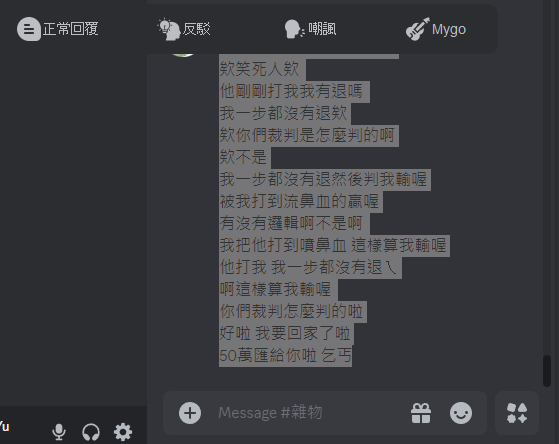 正常回覆
反駁
嘲諷
Mygo
欸笑死人欸
他剛剛打我我有退嗎
我一步都沒有退欸
欸你們裁判是怎麼判的啊
欸不是
我一步都沒有退然後判我輸喔
被我打到流鼻血的贏喔
有沒有邏輯啊不是啊
我把他打到噴鼻血 這樣算我輸喔
他打我 我一步都沒有退ㄟ
啊這樣算我輸喔
你們裁判怎麼判的啦
好啦 我要回家了啦
50萬匯給你啦 乞丐
Message #雜物
Yu